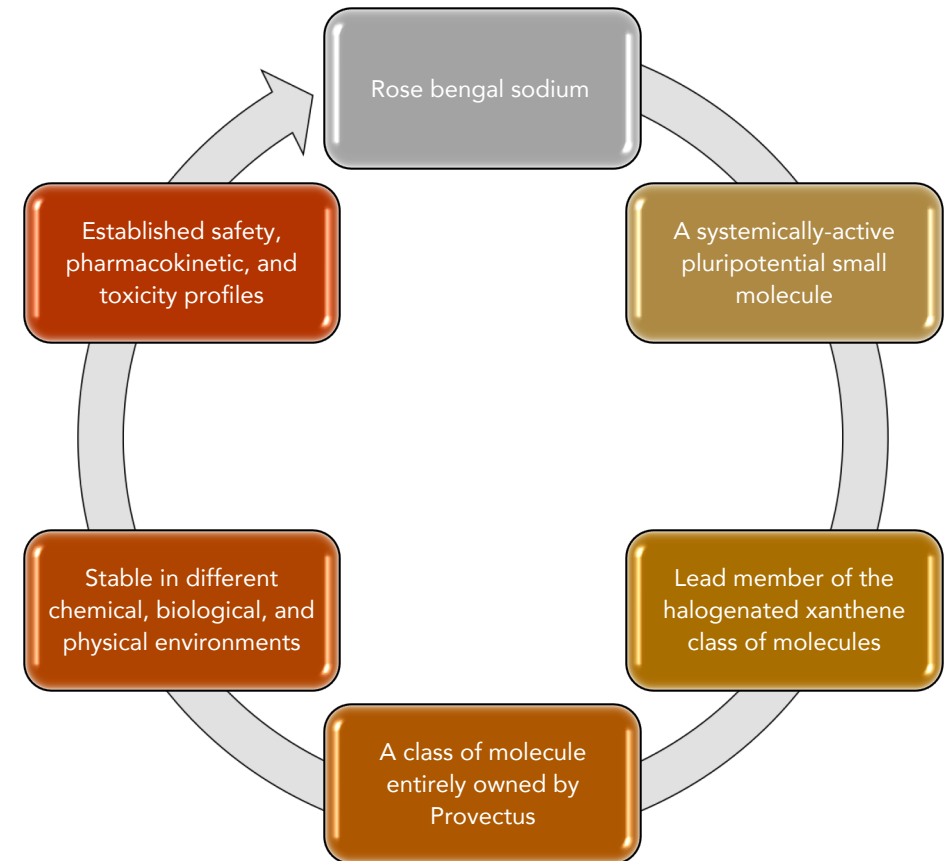 Rose bengal sodium
A systemically-active
pluripotential small
molecule
Lead member of the
halogenated xanthene
class of molecules
A class of molecule
entirely owned by
Provectus
Stable in different
chemical, biological, and
physical environments
Established safety,
pharmacokinetic, and
toxicity profiles